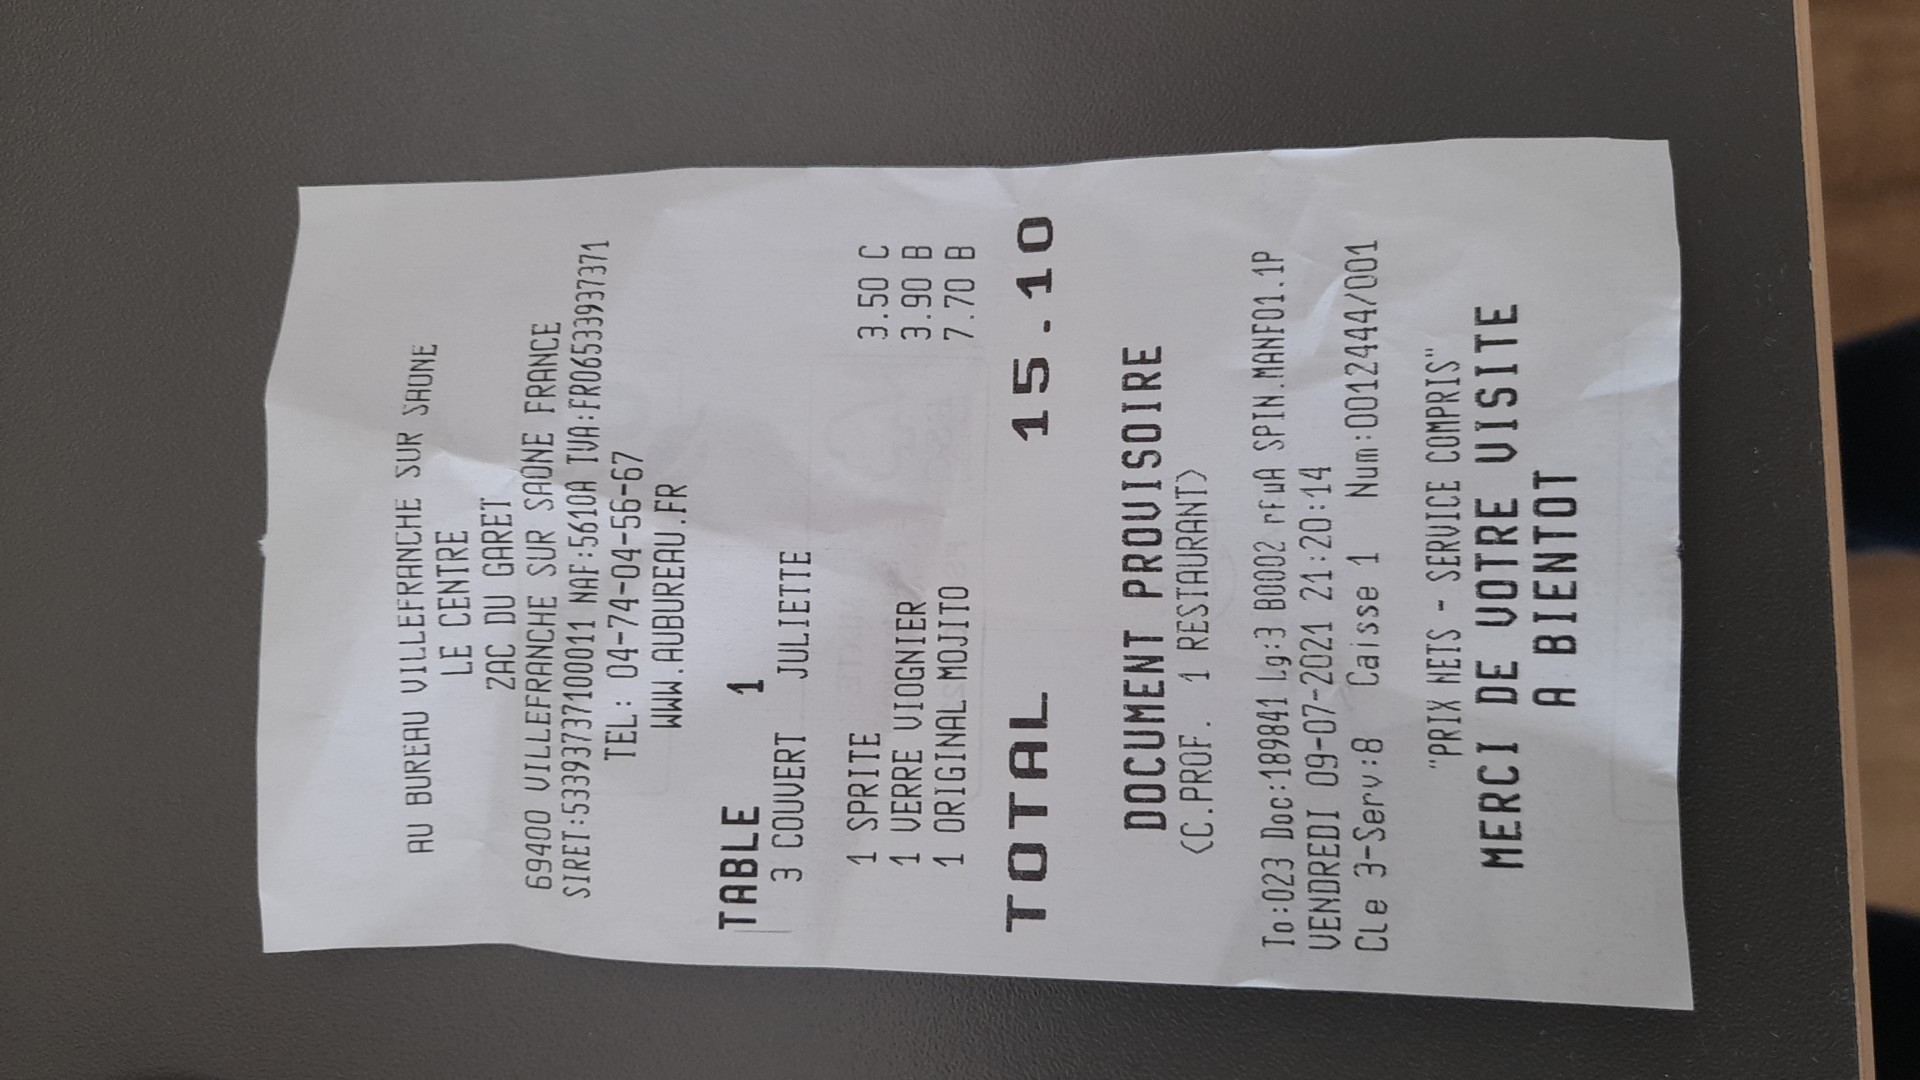 AU BUREAU VILLEFRANCHE SUR SAONE
LE CENTRE
ZAC DU GARET
69400 VILLEFRANCHE SUR SAONE FRANCE
SIRET:53393737100011 NAF:5610A TVA:FR06533937371
TEL: 04-74-04-56-67
WWW.AUBUREAU.FR
TABLE 1
3 COUVERT JULIETTE
1 SPRITE 3.50 C
1 VERRE VIOGNIER 3.90 B
1 ORIGINAL MOJITO 7.70 B
TOTAL 15.10
DOCUMENT PROVISOIRE
<C.PROF. 1 RESTAURANT>
To:023 Doc:189841 Lg:3 B0002 rFuA SPIN.MANF01.1P
VENDREDI 09-07-2021 21:20:14
CLe 3-Serv:8 Caisse 1 Num:0012444/001
"PRIX NETS - SERVICE COMPRIS"
MERCI DE VOTRE VISITE
A BIENTOT